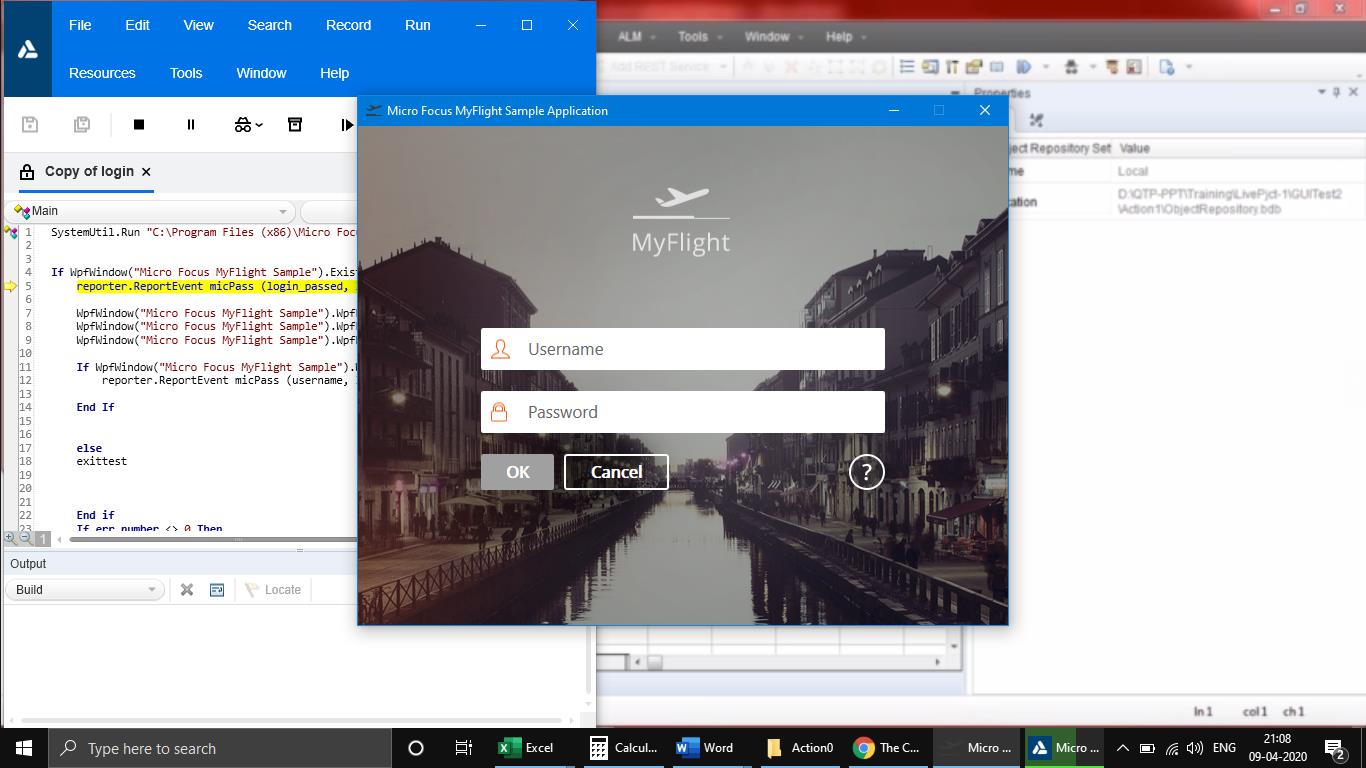 File Edit View Search Record Run
Resources Tools Window Help
ALM Tools Window Help
Add REST Service
Properties
Micro Focus MyFlight Sample Application
Copy of login
Main
ject Repository Set Value
me Local
ation D:\QTP-PPT\Training\LivePjct-1\GUITest2
\Action1\ObjectRepository.bdb
1 SystemUtil.Run "C:\Program Files (x86)\Micro Focu
2
3
4 If WpfWindow("Micro Focus MyFlight Sample").Exist
5 reporter.ReportEvent micPass (login_passed,
6
7 WpfWindow("Micro Focus MyFlight Sample").Wpf
8 WpfWindow("Micro Focus MyFlight Sample").Wpf
9 WpfWindow("Micro Focus MyFlight Sample").Wpf
10
11 If WpfWindow("Micro Focus MyFlight Sample").
12 reporter.ReportEvent micPass (username,
13
14 End If
15
16
17 else
18 exittest
19
20
21
22 End if
23 If err.number <> 0 Then
1
MyFlight
Username
Password
OK Cancel ?
Output
Build
Locate
ln 1 col 1 ch 1
Type here to search
Excel
Calcul...
Word
Action0
The C...
Micro ...
Micro ...
ENG
21:08
09-04-2020
2